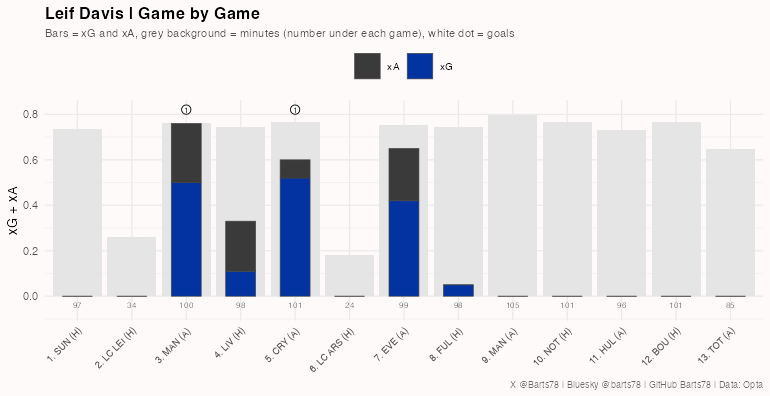 Leif Davis | Game by Game
Bars = xG and xA, grey background = minutes (number under each game), white dot = goals
xA xG
xG + xA
0.8
0.6
0.4
0.2
0.0
1 1
97 34 100 98 101 24 99 98 105 101 96 101 85
1. SUN (H)
2. LC LEI (H)
3. MAN (A)
4. LIV (H)
5. CRY (A)
6. LC ARS (H)
7. EVE (A)
8. FUL (H)
9. MAN (A)
10. NOT (H)
11. HUL (A)
12. BOU (H)
13. TOT (A)
X @Barts78 | Bluesky @barts78 | GitHub Barts78 | Data: Opta